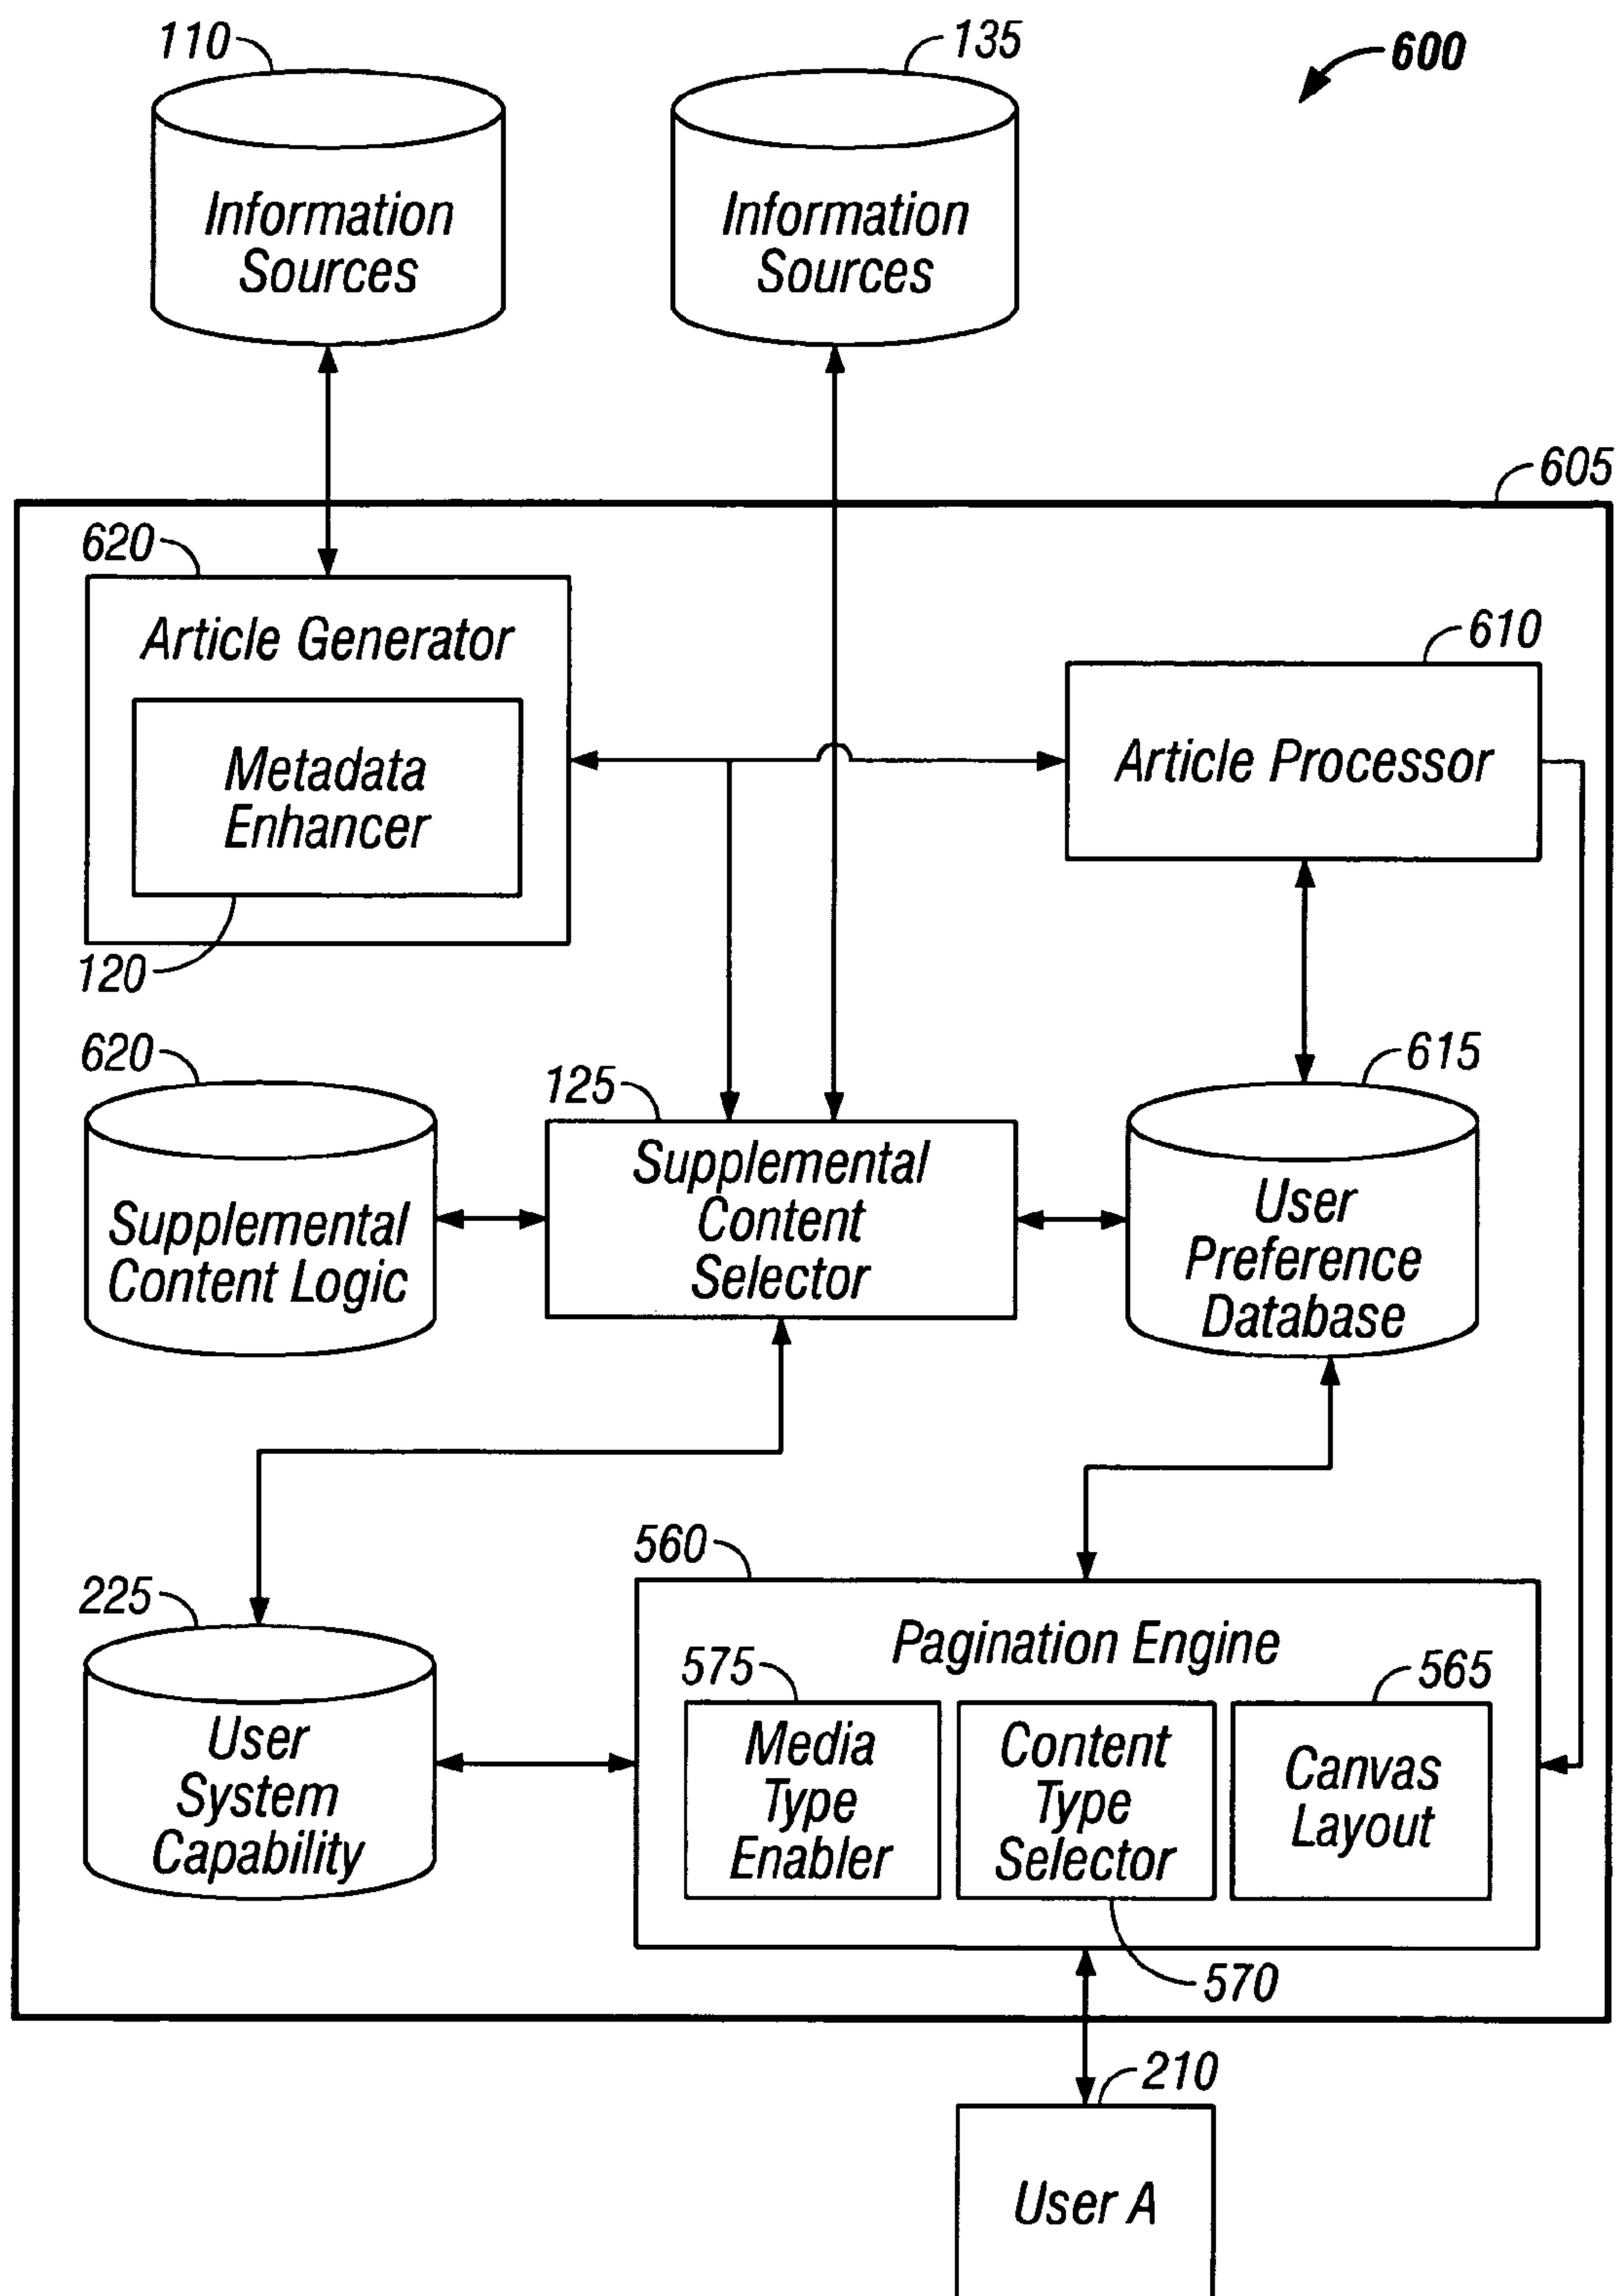 110
135
600
Information
Sources
Information
Sources
605
620
Article Generator
610
Metadata
Enhancer
Article Processor
120
620
125
615
Supplemental
Content Logic
Supplemental
Content
Selector
User
Preference
Database
560
225
Pagination Engine
575
565
User
System
Capability
Media
Type
Enabler
Content
Type
Selector
Canvas
Layout
570
210
User A